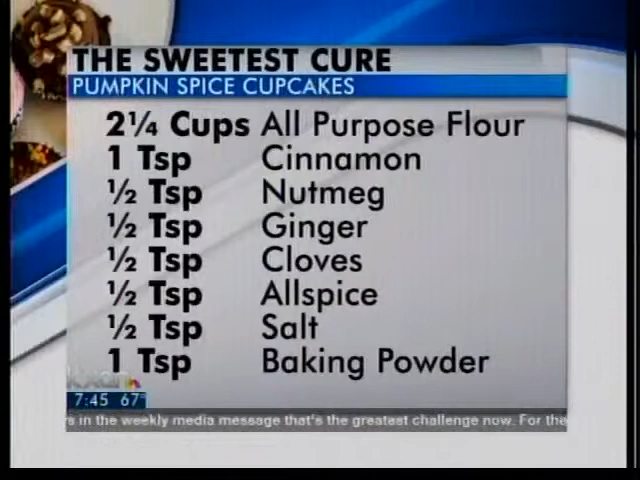 THE SWEETEST CURE
PUMPKIN SPICE CUPCAKES
2¼ Cups All Purpose Flour
1 Tsp Cinnamon
½ Tsp Nutmeg
½ Tsp Ginger
½ Tsp Cloves
½ Tsp Allspice
½ Tsp Salt
1 Tsp Baking Powder
kxan
7:45 67°
in the weekly media message that's the greatest challenge now. For the